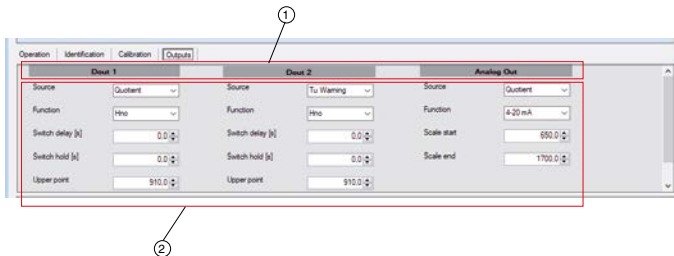 1
Operation Identification Calibration Outputs
Dout 1 Dout 2 Analog Out
Source Quotient Source Tu Warning Source Quotient
Function Hno Function Hno Function 4-20 mA
Switch delay [s] 0.0 Switch delay [s] 0.0 Scale start 650.0
Switch hold [s] 0.0 Switch hold [s] 0.0 Scale end 1700.0
Upper point 910.0 Upper point 910.0
2